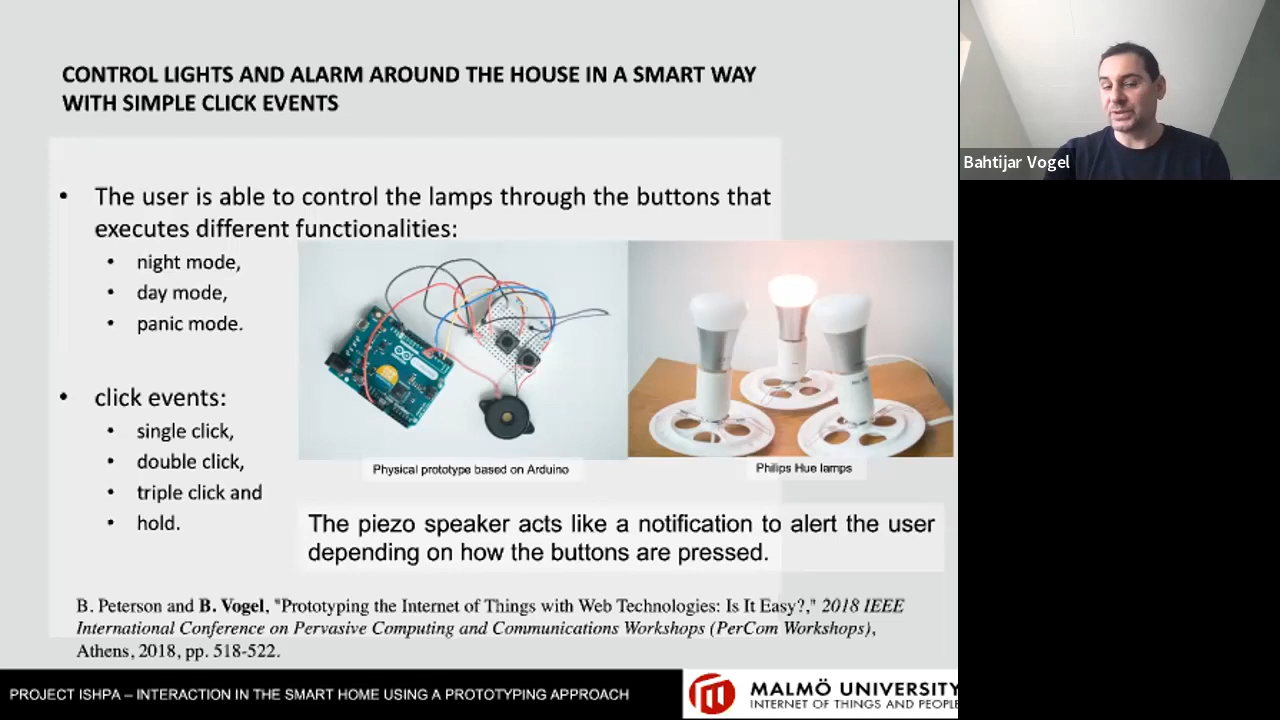 CONTROL LIGHTS AND ALARM AROUND THE HOUSE IN A SMART WAY
WITH SIMPLE CLICK EVENTS
• The user is able to control the lamps through the buttons that
executes different functionalities:
• night mode,
• day mode,
• panic mode.
• click events:
• single click,
• double click,
• triple click and
• hold.
Physical prototype based on Arduino
Philips Hue lamps
The piezo speaker acts like a notification to alert the user
depending on how the buttons are pressed.
B. Peterson and B. Vogel, "Prototyping the Internet of Things with Web Technologies: Is It Easy?," 2018 IEEE
International Conference on Pervasive Computing and Communications Workshops (PerCom Workshops),
Athens, 2018, pp. 518-522.
PROJECT ISHPA – INTERACTION IN THE SMART HOME USING A PROTOTYPING APPROACH
MALMÖ UNIVERSITY
INTERNET OF THINGS AND PEOPLE
Bahtijar Vogel